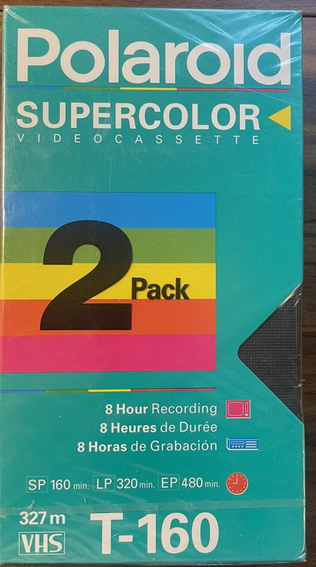 Polaroid
SUPERCOLOR
VIDEOCASSETTE
2 Pack
8 Hour Recording
8 Heures de Durée
8 Horas de Grabación
SP 160 min. LP 320 min. EP 480 min.
327 m
VHS T-160